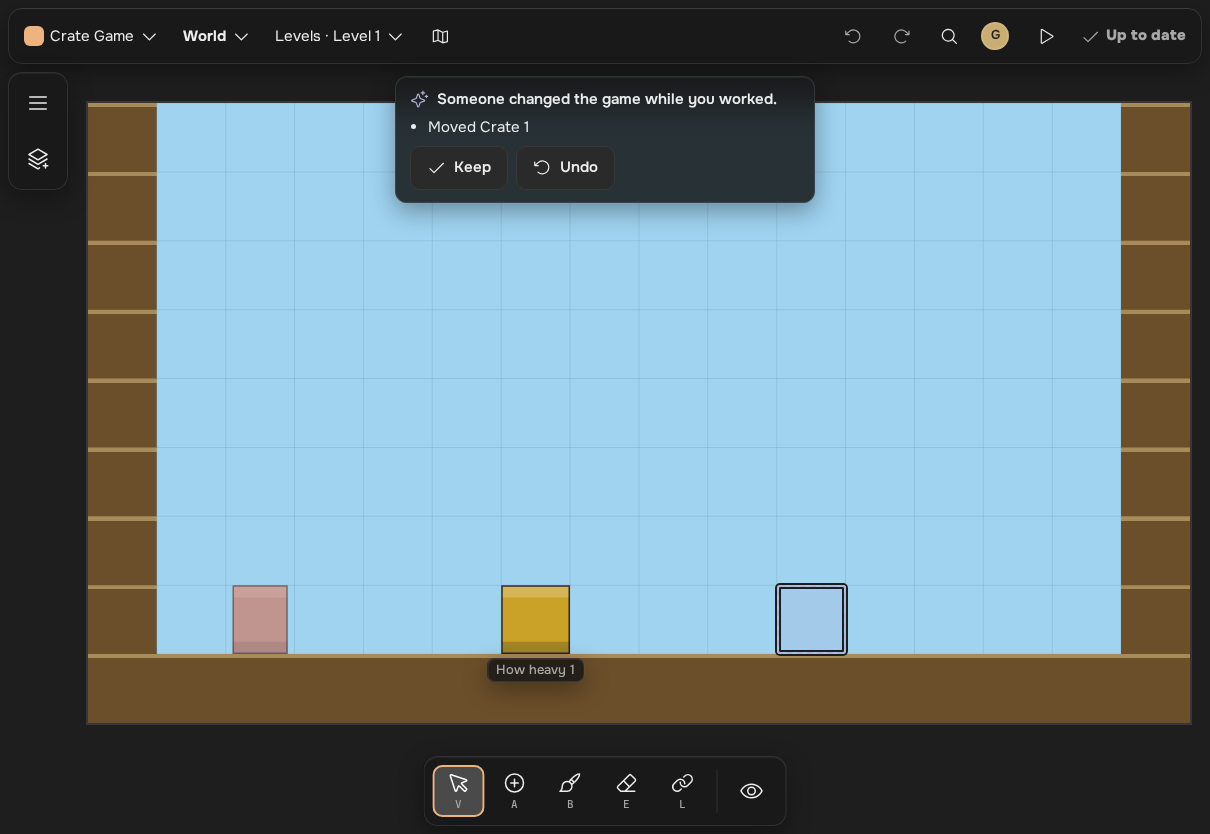 Crate Game
World
Levels · Level 1
G
Up to date
Someone changed the game while you worked.
• Moved Crate 1
Keep
Undo
How heavy 1
V
A
B
E
L